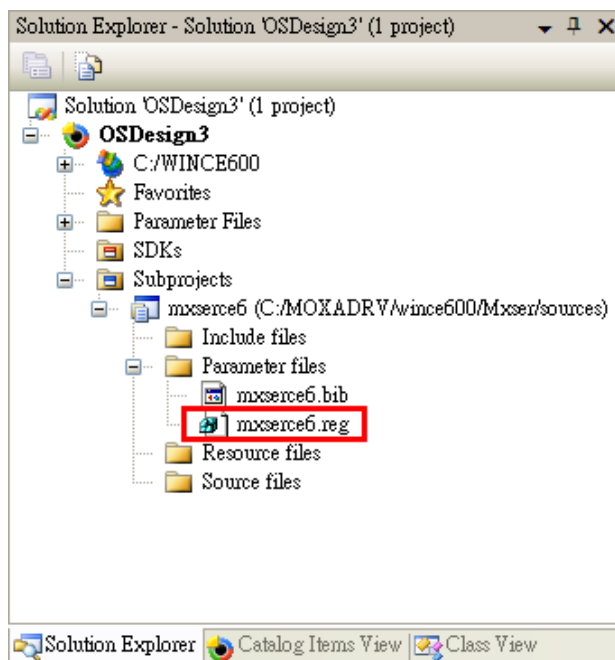 Solution Explorer - Solution 'OSDesign3' (1 project)
Solution 'OSDesign3' (1 project)
OSDesign3
C:/WINCE600
Favorites
Parameter Files
SDKs
Subprojects
mxserce6 (C:/MOXADRV/wince600/Mxser/sources)
Include files
Parameter files
mxserce6.bib
mxserce6.reg
Resource files
Source files
Solution Explorer Catalog Items View Class View